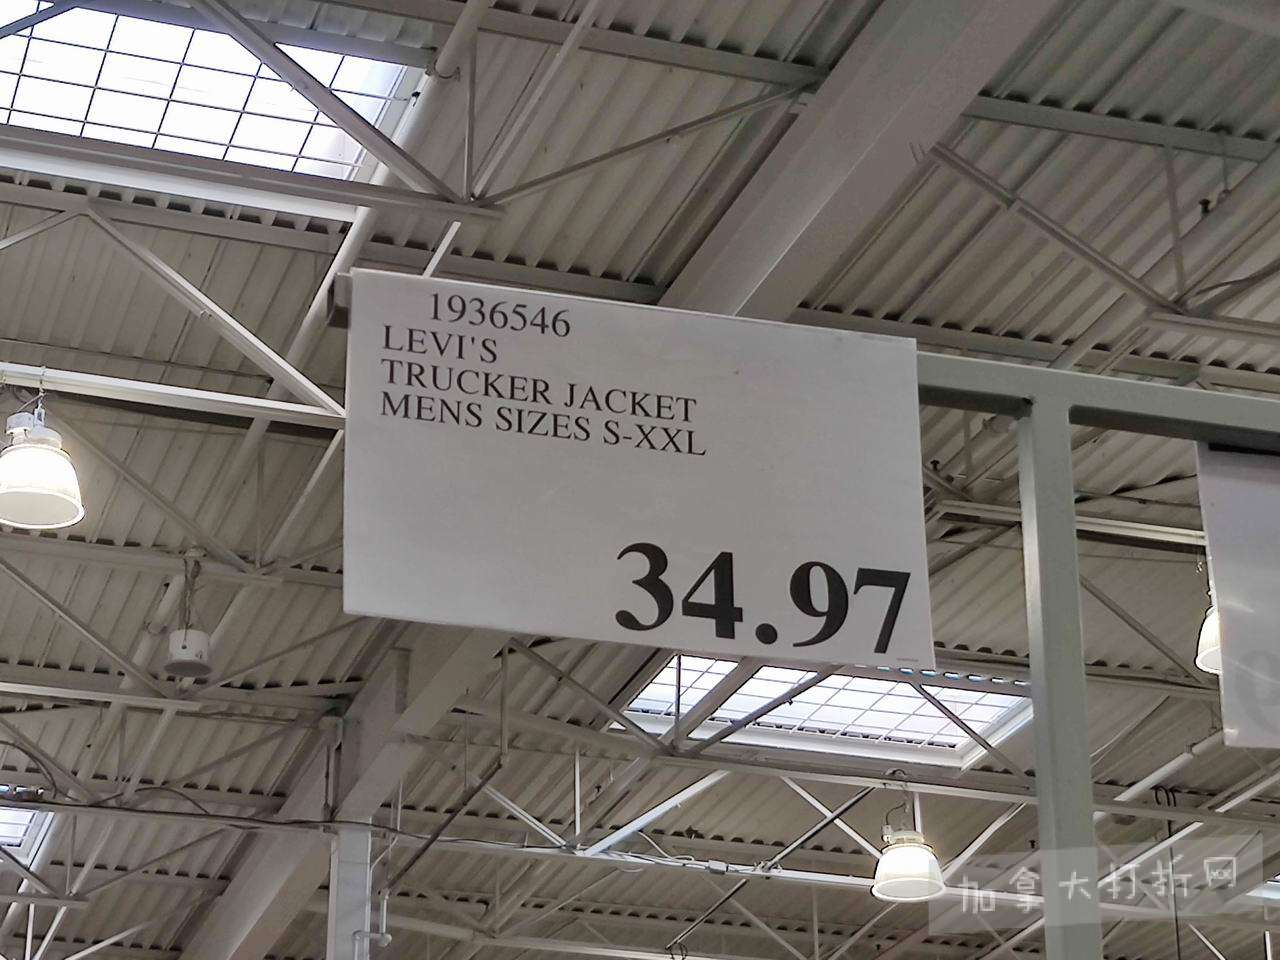 1936546
LEVI'S
TRUCKER JACKET
MENS SIZES S-XXL
34.97
加拿大打折网